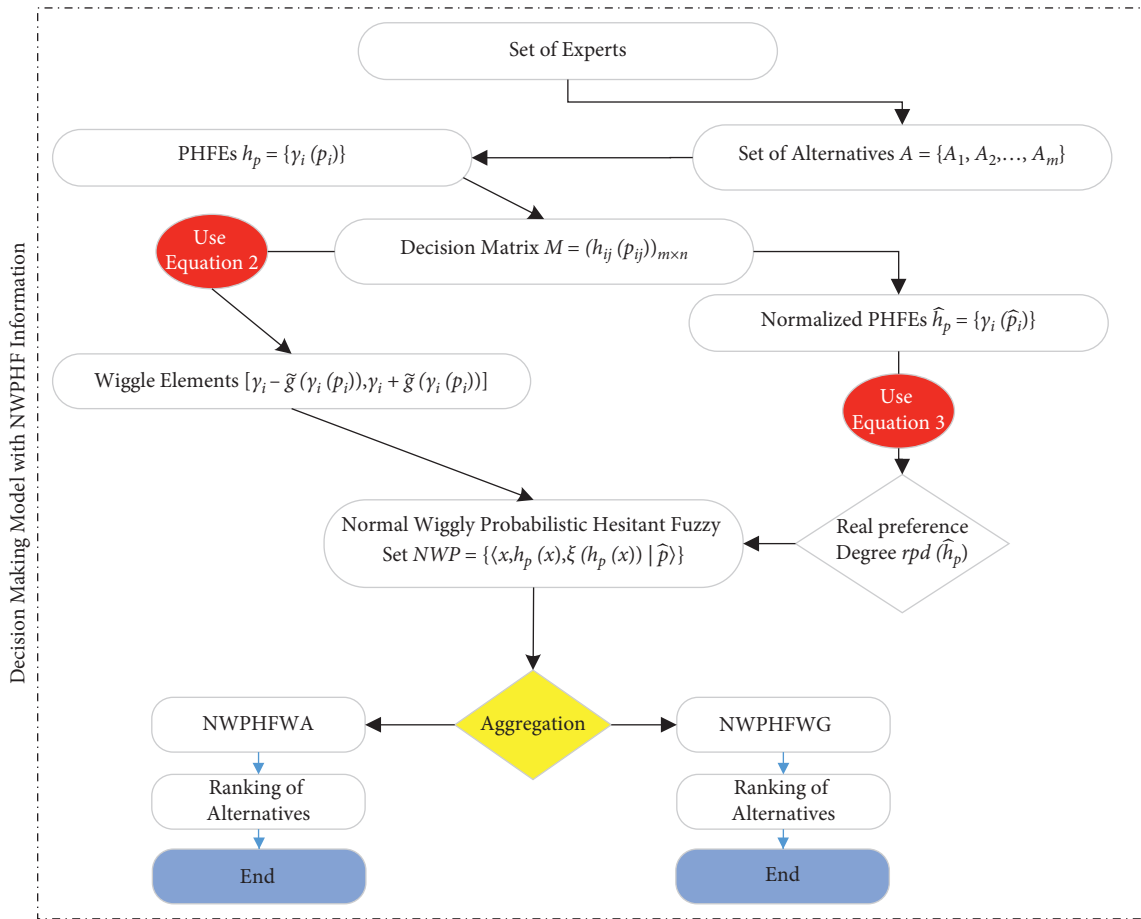 Decision Making Model with NWPHF Information
Set of Experts
PHFEs h_p = {γ_i (p_i)}
Set of Alternatives A = {A_1, A_2,…, A_m}
Use
Equation 2
Decision Matrix M = (h_ij (p_ij))_m×n
Normalized PHFEs ĥ_p = {γ_i (p̂_i)}
Wiggle Elements [γ_i – g̃ (γ_i (p_i)),γ_i + g̃ (γ_i (p_i))]
Use
Equation 3
Normal Wiggly Probabilistic Hesitant Fuzzy
Set NWP = {⟨x,h_p (x),ξ (h_p (x)) | p̂⟩}
Real preference
Degree rpd (ĥ_p)
Aggregation
NWPHFWA
NWPHFWG
Ranking of
Alternatives
Ranking of
Alternatives
End
End